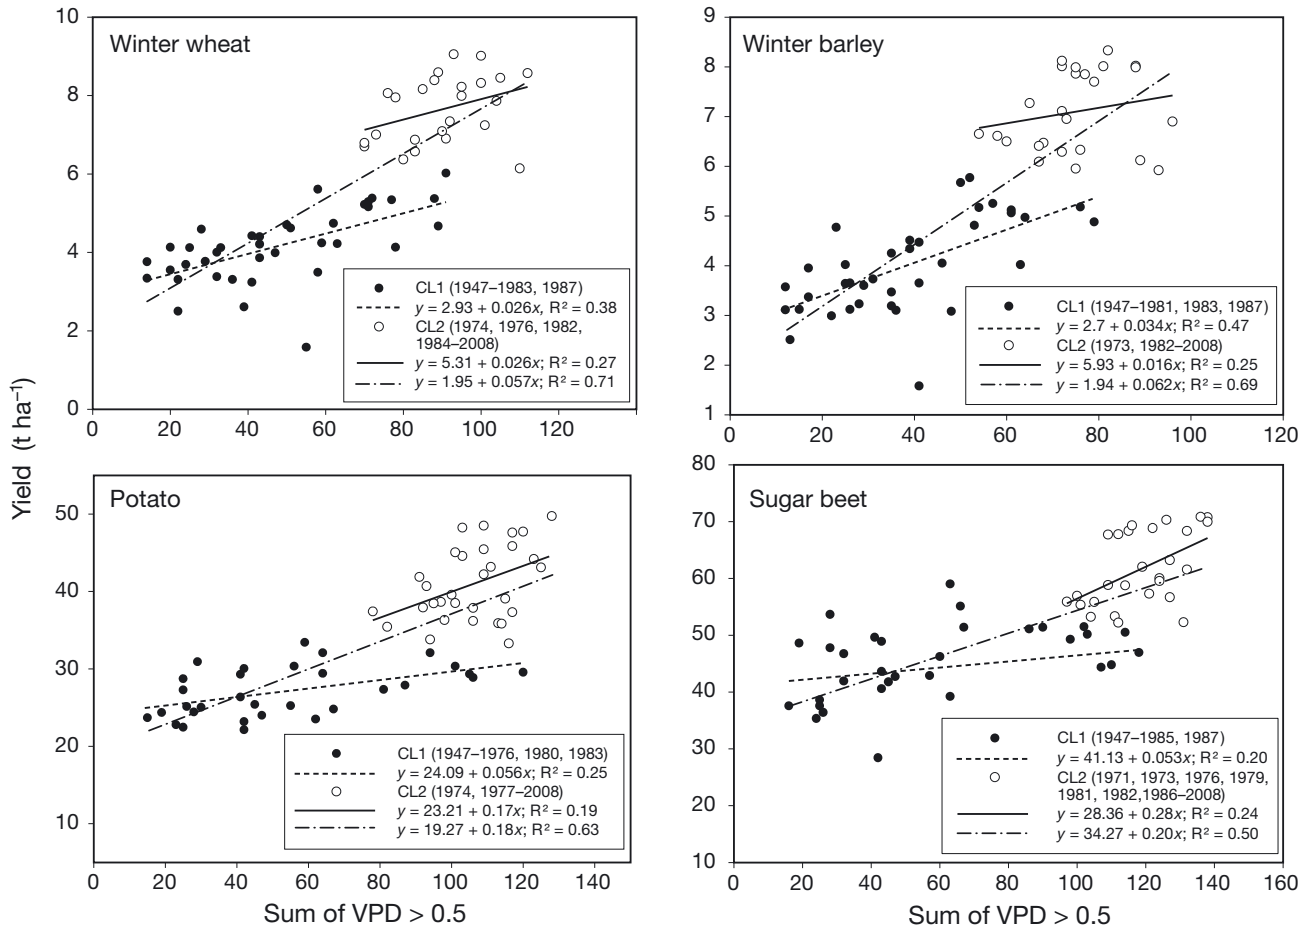 Winter wheat
10
8
6
4
2
0
0 20 40 60 80 100 120
CL1 (1947–1983, 1987)
y = 2.93 + 0.026x, R² = 0.38
CL2 (1974, 1976, 1982,
1984–2008)
y = 5.31 + 0.026x; R² = 0.27
y = 1.95 + 0.057x; R² = 0.71
Winter barley
9
8
7
6
5
4
3
2
1
0 20 40 60 80 100 120
CL1 (1947–1981, 1983, 1987)
y = 2.7 + 0.034x; R² = 0.47
CL2 (1973, 1982–2008)
y = 5.93 + 0.016x; R² = 0.25
y = 1.94 + 0.062x; R² = 0.69
Yield (t ha⁻¹)
Potato
50
40
30
20
10
0 20 40 60 80 100 120 140
CL1 (1947–1976, 1980, 1983)
y = 24.09 + 0.056x; R² = 0.25
CL2 (1974, 1977–2008)
y = 23.21 + 0.17x; R² = 0.19
y = 19.27 + 0.18x; R² = 0.63
Sum of VPD > 0.5
Sugar beet
80
70
60
50
40
30
20
10
0 20 40 60 80 100 120 140 160
CL1 (1947–1985, 1987)
y = 41.13 + 0.053x; R² = 0.20
CL2 (1971, 1973, 1976, 1979,
1981, 1982,1986–2008)
y = 28.36 + 0.28x; R² = 0.24
y = 34.27 + 0.20x; R² = 0.50
Sum of VPD > 0.5